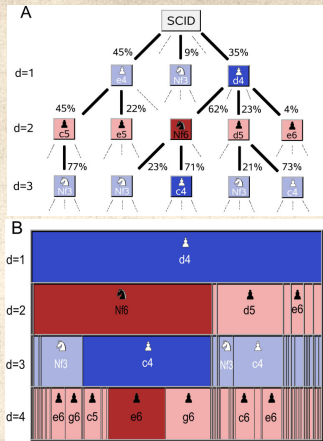 A
SCID
45% 9% 35%
d=1 e4 Nf3 d4
45% 22% 62% 23% 4%
d=2 c5 e5 Nf6 d5 e6
77% 23% 71% 21% 73%
d=3 Nf3 Nf3 c4 Nf3 c4
B
d=1 d4
d=2 Nf6 d5 e6
d=3 Nf3 c4 Nf3 c4
d=4 e6 g6 c5 e6 g6 c6 e6